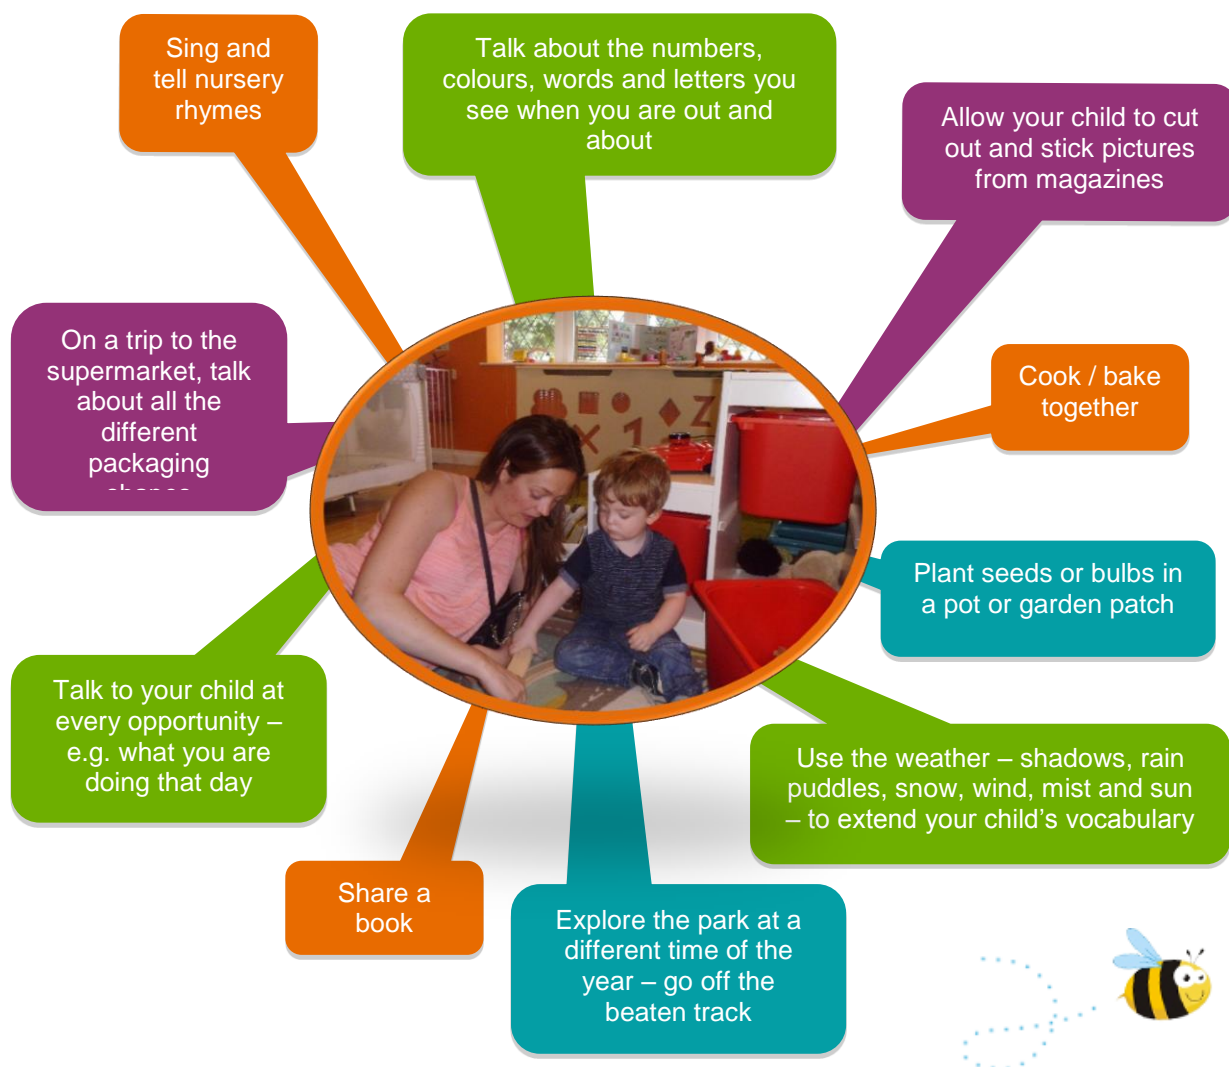 Sing and
tell nursery
rhymes
Talk about the numbers,
colours, words and letters you
see when you are out and
about
Allow your child to cut
out and stick pictures
from magazines
On a trip to the
supermarket, talk
about all the
different
packaging
Cook / bake
together
Plant seeds or bulbs in
a pot or garden patch
Talk to your child at
every opportunity –
e.g. what you are
doing that day
Use the weather – shadows, rain
puddles, snow, wind, mist and sun
– to extend your child’s vocabulary
Share a
book
Explore the park at a
different time of the
year – go off the
beaten track